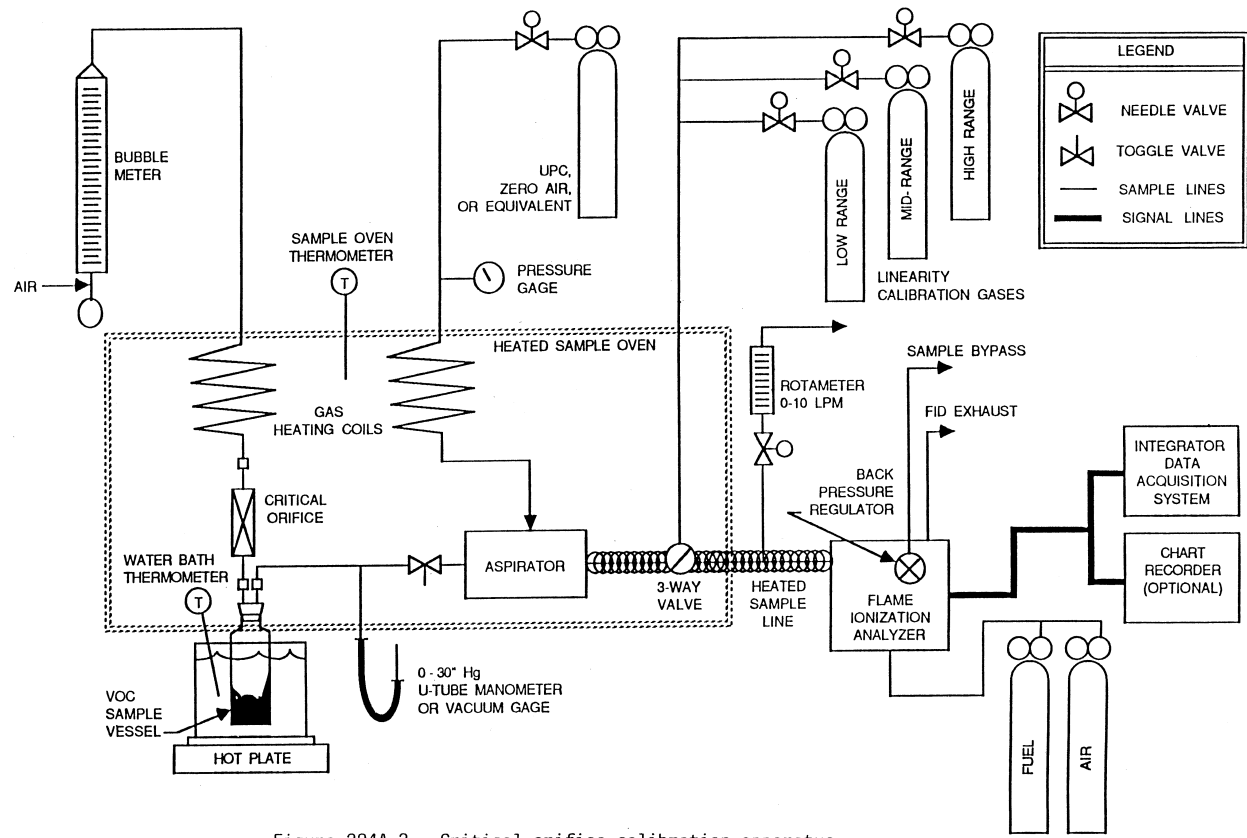 BUBBLE
METER
AIR
UPC,
ZERO AIR,
OR EQUIVALENT
SAMPLE OVEN
THERMOMETER
T
PRESSURE
GAGE
LOW RANGE
MID-RANGE
HIGH RANGE
LINEARITY
CALIBRATION GASES
LEGEND
NEEDLE VALVE
TOGGLE VALVE
SAMPLE LINES
SIGNAL LINES
HEATED SAMPLE OVEN
GAS
HEATING COILS
CRITICAL
ORIFICE
WATER BATH
THERMOMETER
T
ASPIRATOR
3-WAY
VALVE
HEATED
SAMPLE
LINE
ROTAMETER
0-10 LPM
SAMPLE BYPASS
FID EXHAUST
BACK
PRESSURE
REGULATOR
FLAME
IONIZATION
ANALYZER
INTEGRATOR
DATA
ACQUISITION
SYSTEM
CHART
RECORDER
(OPTIONAL)
0 - 30" Hg
U-TUBE MANOMETER
OR VACUUM GAGE
VOC
SAMPLE
VESSEL
HOT PLATE
FUEL
AIR